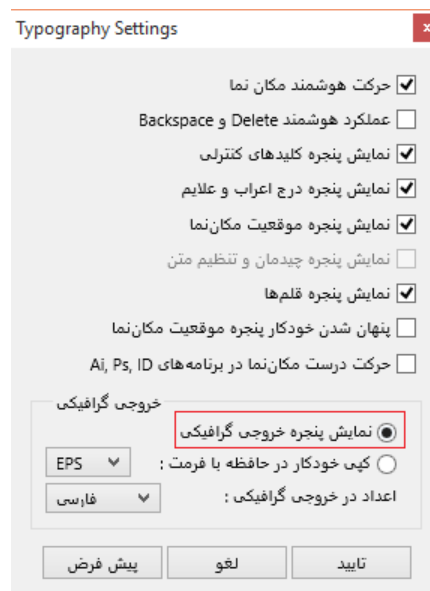 Typography Settings
حرکت هوشمند مکان نما
عملکرد هوشمند Delete و Backspace
نمایش پنجره کلیدهای کنترلی
نمایش پنجره درج اعراب و علایم
نمایش پنجره موقعیت مکان‌نما
نمایش پنجره چیدمان و تنظیم متن
نمایش پنجره قلم‌ها
پنهان شدن خودکار پنجره موقعیت مکان‌نما
حرکت درست مکان‌نما در برنامه‌های Ai, Ps, ID
خروجی گرافیکی
نمایش پنجره خروجی گرافیکی
کپی خودکار در حافظه با فرمت : EPS
اعداد در خروجی گرافیکی : فارسی
تایید لغو پیش فرض